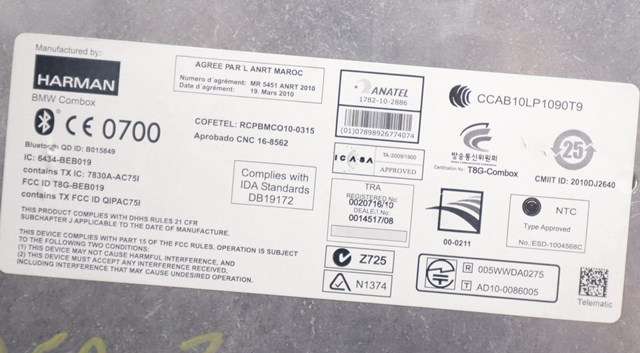 Manufactured by:
HARMAN
BMW Combox
CE 0700
Bluetooth QD ID: B015849
IC: 6434-BEB019
contains TX IC: 7830A-AC75I
FCC ID T8G-BEB019
contains TX FCC ID QIPAC75I
THIS PRODUCT COMPLIES WITH DHHS RULES 21 CFR
SUBCHAPTER J APPLICABLE TO THE DATE OF MANUFACTURE.
THIS DEVICE COMPLIES WITH PART 15 OF THE FCC RULES. OPERATION IS SUBJECT
TO THE FOLLOWING TWO CONDITIONS:
(1) THIS DEVICE MAY NOT CAUSE HARMFUL INTERFERENCE, AND
(2) THIS DEVICE MUST ACCEPT ANY INTERFERENCE RECEIVED,
INCLUDING INTERFERENCE THAT MAY CAUSE UNDESIRED OPERATION.
AGREE PAR L ANRT MAROC
Numero d'agrément: MR 5451 ANRT 2010
Date d'agrément: 19. Mars 2010
COFETEL: RCPBMCO10-0315
Aprobado CNC 16-8562
Complies with
IDA Standards
DB19172
ANATEL
1782-10-2886
(01)07898926774074
ICASA
APPROVED
TRA
REGISTERED No:
0020716/10
DEALER No:
0014517/08
Z725
N1374
CCAB10LP1090T9
방송통신위원회
Certification No: T8G-Combox
25
CMIIT ID: 2010DJ2640
00-0211
NTC
Type Approved
No.: ESD-1004568C
R 005WWDA0275
T AD10-0086005
Telematic